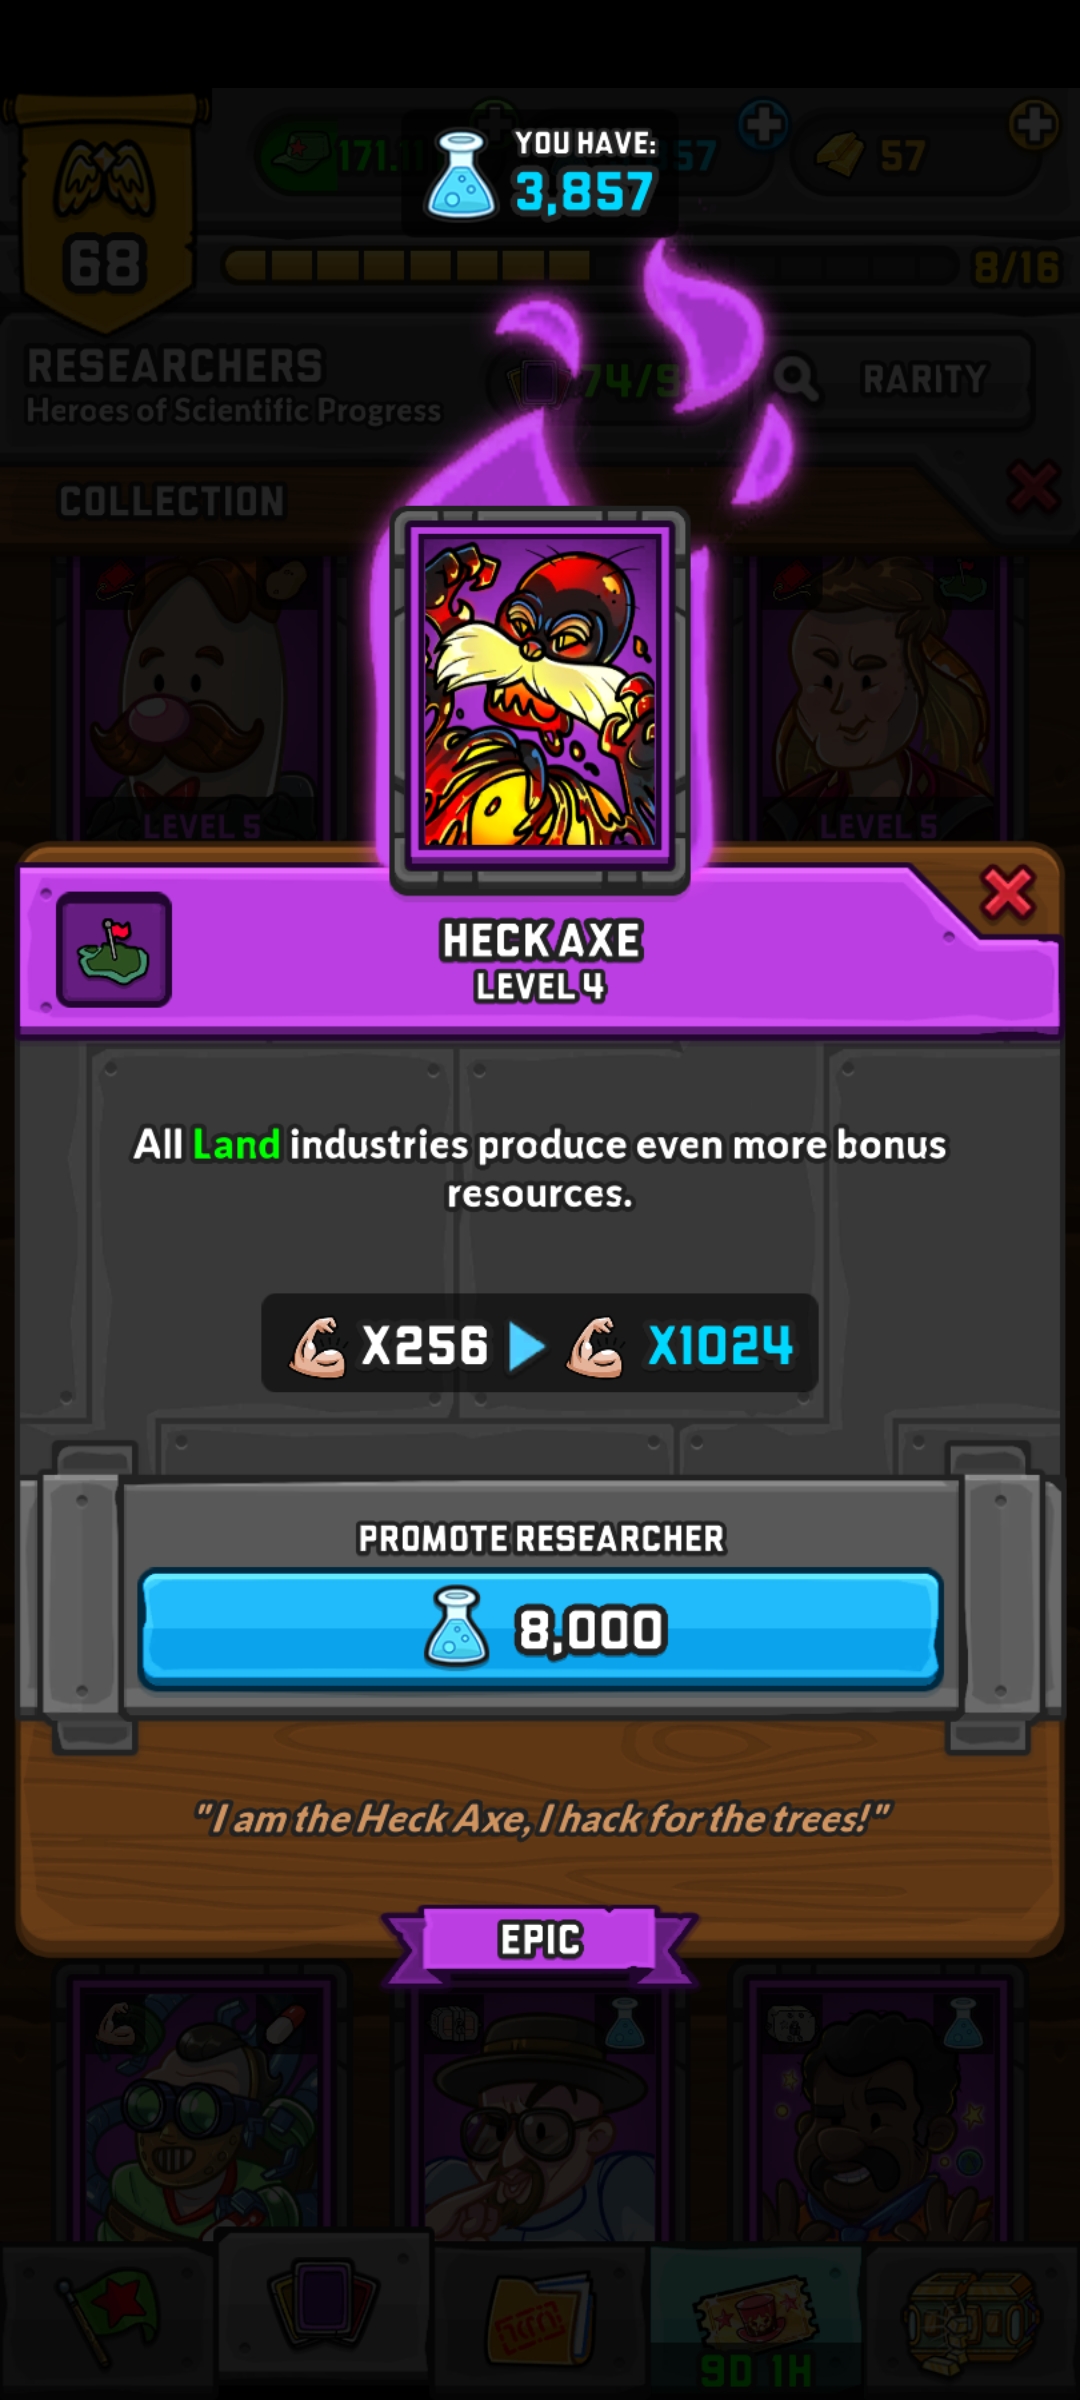 YOU HAVE:
3,857
57
68
8/16
RESEARCHERS
Heroes of Scientific Progress
RARITY
COLLECTION
LEVEL 5
LEVEL 5
HECK AXE
LEVEL 4
All Land industries produce even more bonus
resources.
X256 X1024
PROMOTE RESEARCHER
8,000
"I am the Heck Axe, I hack for the trees!"
EPIC
9D 1H